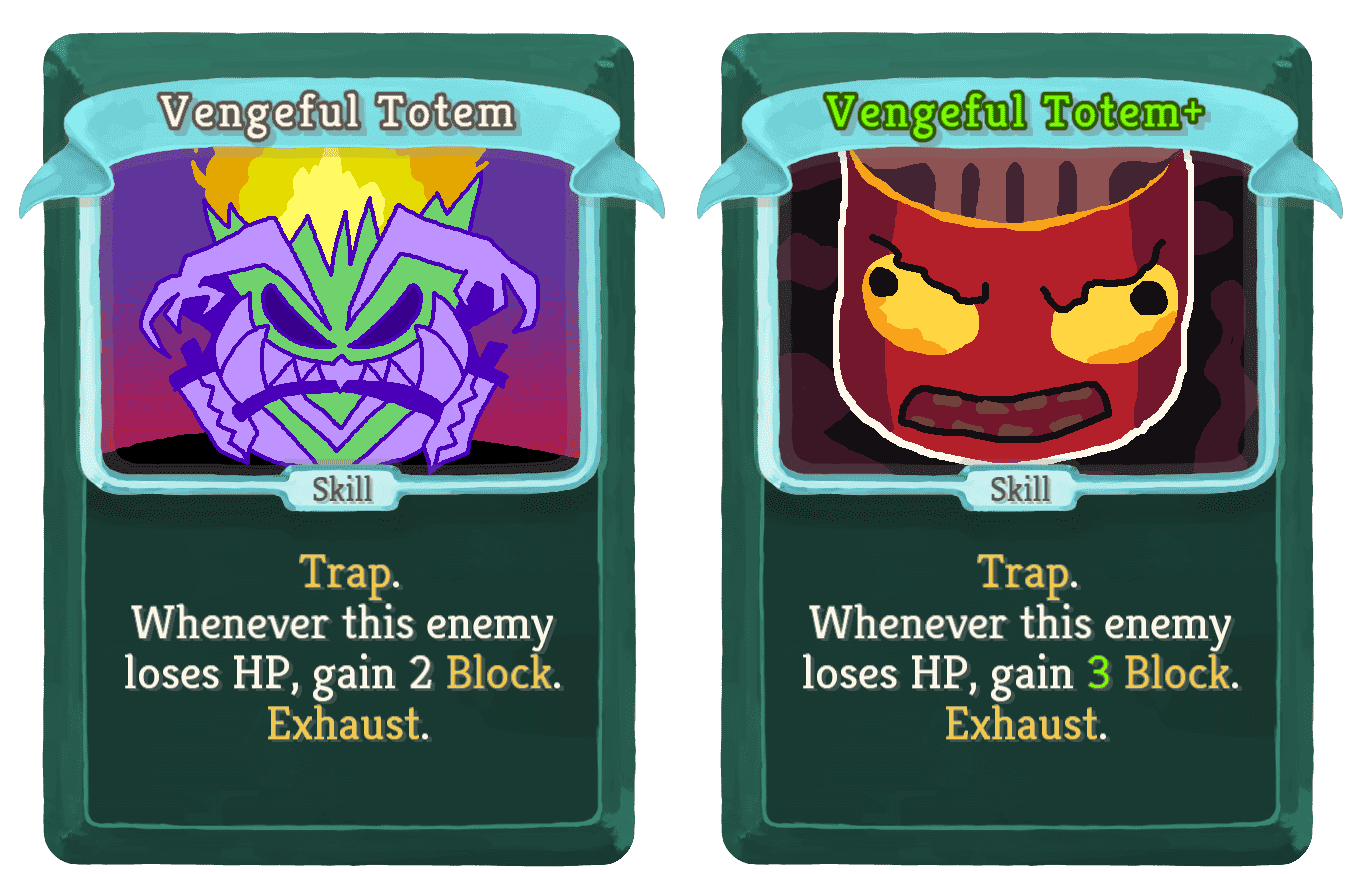 Vengeful Totem
Skill
Trap.
Whenever this enemy
loses HP, gain 2 Block.
Exhaust.
Vengeful Totem+
Skill
Trap.
Whenever this enemy
loses HP, gain 3 Block.
Exhaust.